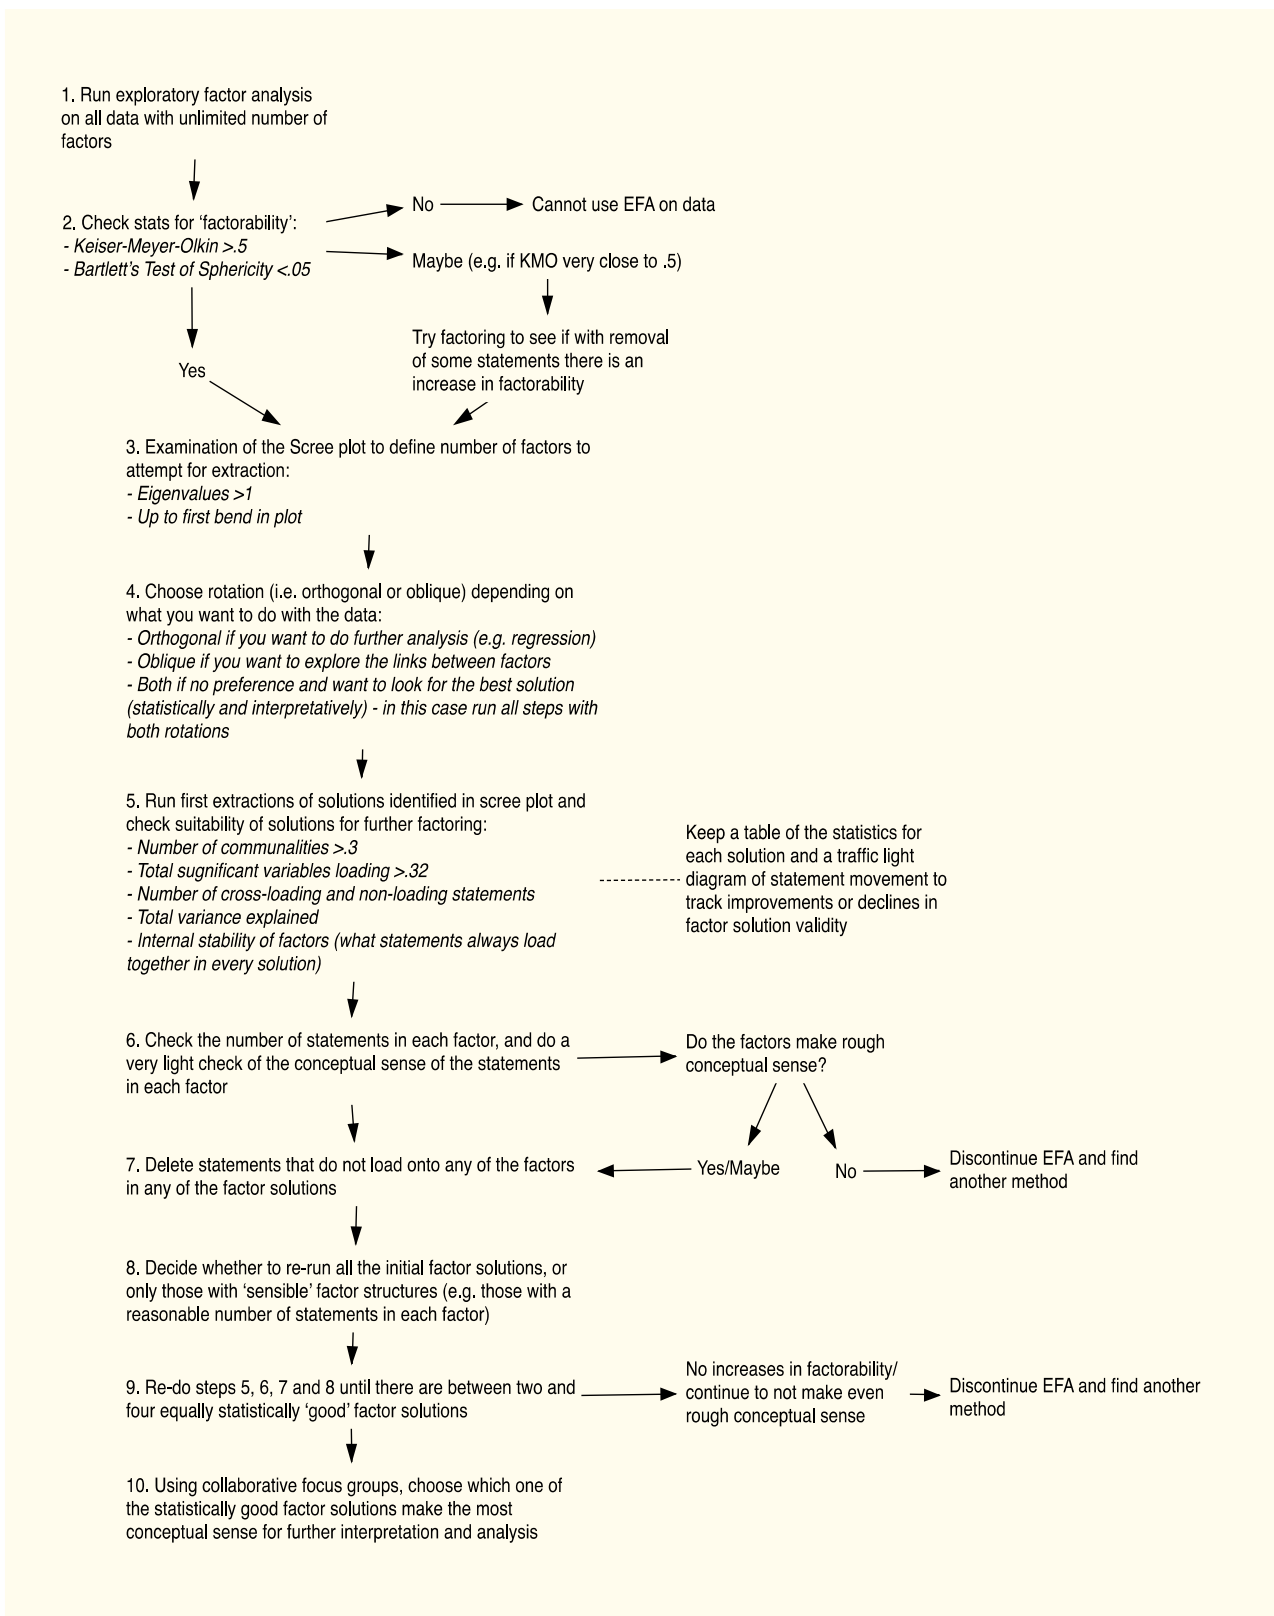 1. Run exploratory factor analysis
on all data with unlimited number of
factors
2. Check stats for ‘factorability’:
- Keiser-Meyer-Olkin >.5
- Bartlett’s Test of Sphericity <.05
No
Cannot use EFA on data
Maybe (e.g. if KMO very close to .5)
Try factoring to see if with removal
of some statements there is an
increase in factorability
Yes
3. Examination of the Scree plot to define number of factors to
attempt for extraction:
- Eigenvalues >1
- Up to first bend in plot
4. Choose rotation (i.e. orthogonal or oblique) depending on
what you want to do with the data:
- Orthogonal if you want to do further analysis (e.g. regression)
- Oblique if you want to explore the links between factors
- Both if no preference and want to look for the best solution
(statistically and interpretatively) - in this case run all steps with
both rotations
5. Run first extractions of solutions identified in scree plot and
check suitability of solutions for further factoring:
- Number of communalities >.3
- Total sugnificant variables loading >.32
- Number of cross-loading and non-loading statements
- Total variance explained
- Internal stability of factors (what statements always load
together in every solution)
Keep a table of the statistics for
each solution and a traffic light
diagram of statement movement to
track improvements or declines in
factor solution validity
6. Check the number of statements in each factor, and do a
very light check of the conceptual sense of the statements
in each factor
Do the factors make rough
conceptual sense?
7. Delete statements that do not load onto any of the factors
in any of the factor solutions
Yes/Maybe
No
Discontinue EFA and find
another method
8. Decide whether to re-run all the initial factor solutions, or
only those with ‘sensible’ factor structures (e.g. those with a
reasonable number of statements in each factor)
9. Re-do steps 5, 6, 7 and 8 until there are between two and
four equally statistically ‘good’ factor solutions
No increases in factorability/
continue to not make even
rough conceptual sense
Discontinue EFA and find another
method
10. Using collaborative focus groups, choose which one of
the statistically good factor solutions make the most
conceptual sense for further interpretation and analysis